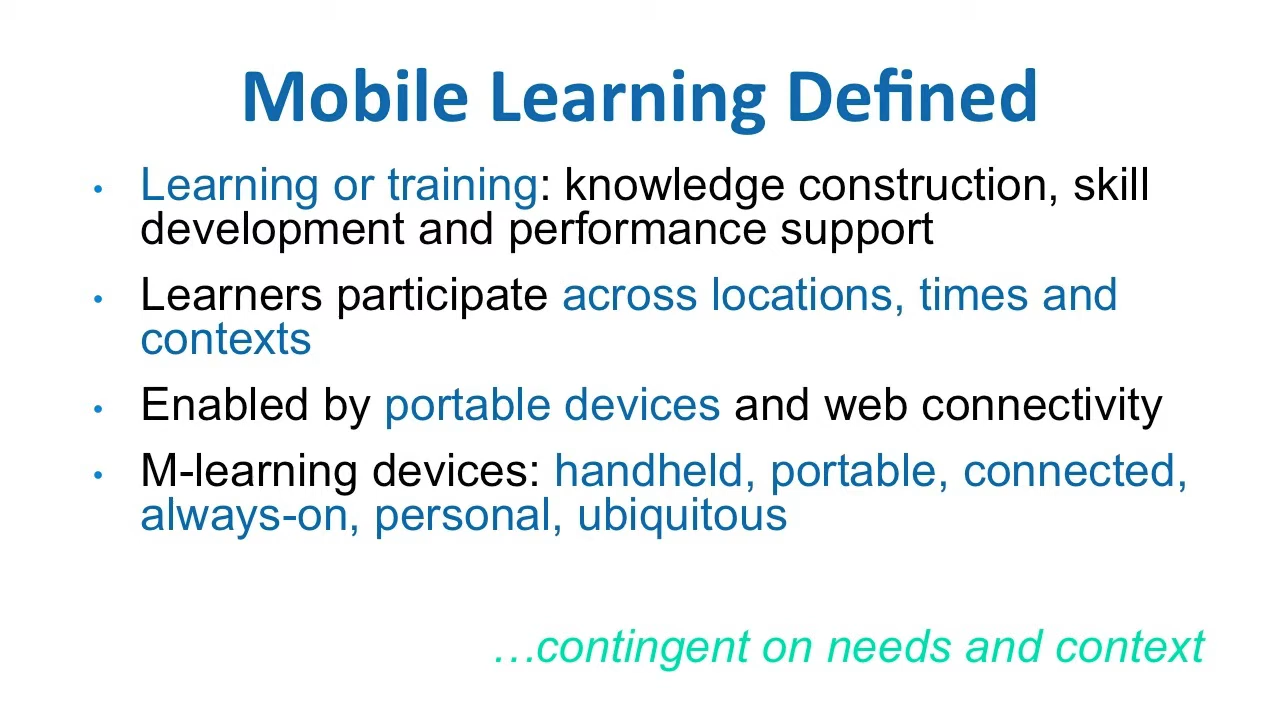 Mobile Learning Defined
• Learning or training: knowledge construction, skill
development and performance support
• Learners participate across locations, times and
contexts
• Enabled by portable devices and web connectivity
• M-learning devices: handheld, portable, connected,
always-on, personal, ubiquitous
…contingent on needs and context